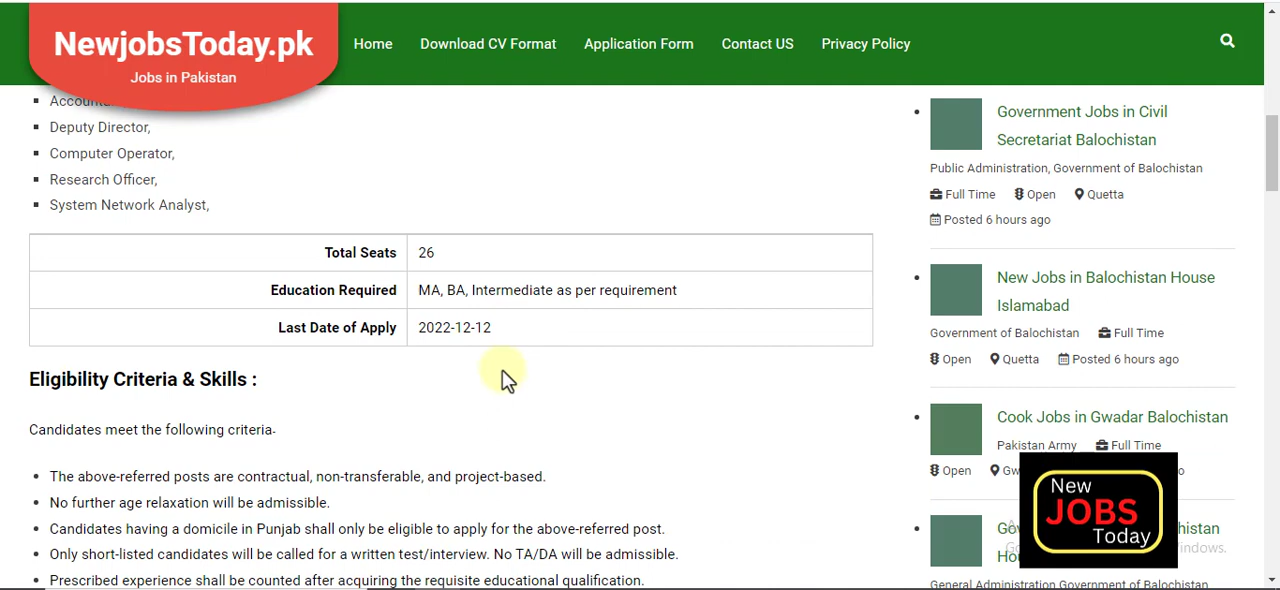 NewjobsToday.pk
Jobs in Pakistan
Home
Download CV Format
Application Form
Contact US
Privacy Policy
Deputy Director,
Computer Operator,
Research Officer,
System Network Analyst,
Total Seats 26
Education Required MA, BA, Intermediate as per requirement
Last Date of Apply 2022-12-12
Eligibility Criteria & Skills :
Candidates meet the following criteria-
The above-referred posts are contractual, non-transferable, and project-based.
No further age relaxation will be admissible.
Candidates having a domicile in Punjab shall only be eligible to apply for the above-referred post.
Only short-listed candidates will be called for a written test/interview. No TA/DA will be admissible.
Prescribed experience shall be counted after acquiring the requisite educational qualification.
Government Jobs in Civil
Secretariat Balochistan
Public Administration, Government of Balochistan
Full Time Open Quetta
Posted 6 hours ago
New Jobs in Balochistan House
Islamabad
Government of Balochistan Full Time
Open Quetta Posted 6 hours ago
Cook Jobs in Gwadar Balochistan
Pakistan Army Full Time
Open
General Administration Government of Balochistan
New
JOBS
Today